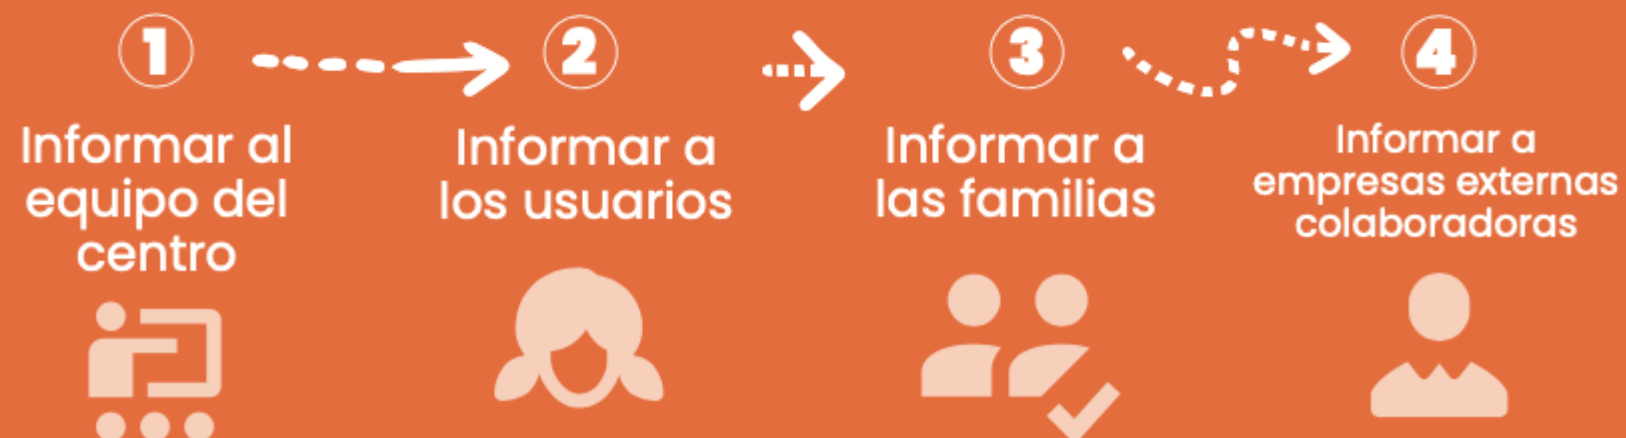 1
Informar al
equipo del
centro
2
Informar a
los usuarios
3
Informar a
las familias
4
Informar a
empresas externas
colaboradoras